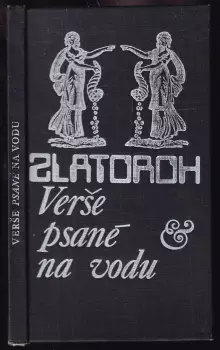 VERŠE PSANÉ NA VODU
ZLATOROH
Verše
psané &
na vodu